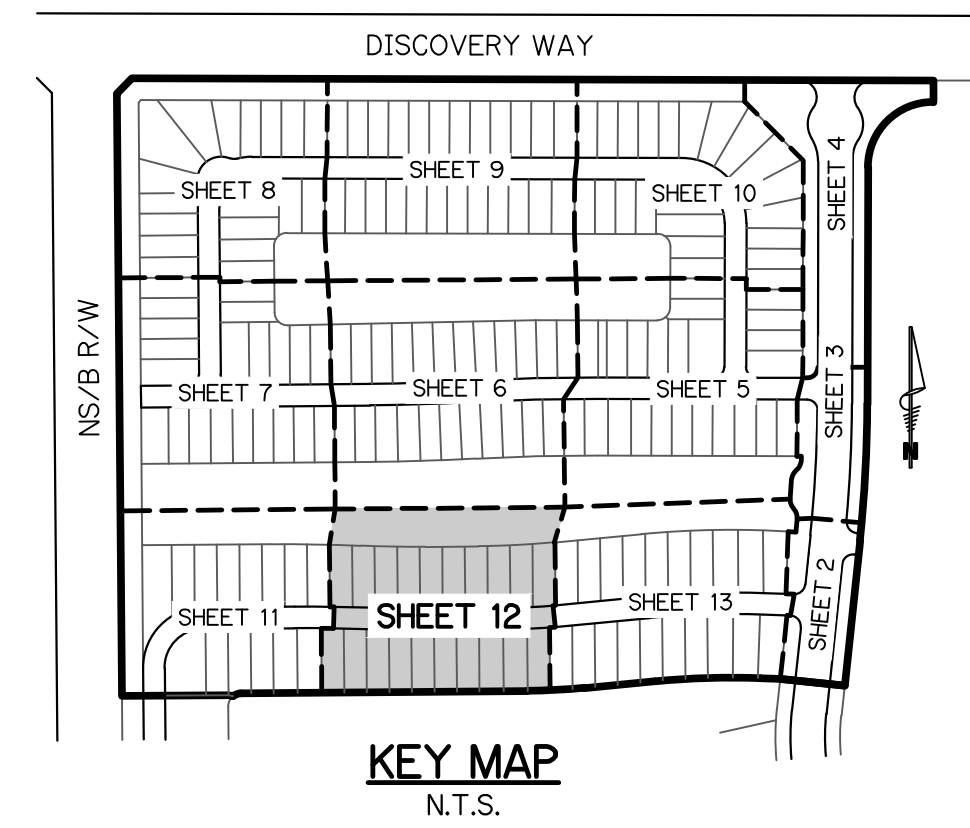 DISCOVERY WAY
SHEET 4
SHEET 9
SHEET 8
SHEET 10
NS/B R/W
SHEET 3
SHEET 7
SHEET 6
SHEET 5
N
SHEET 2
SHEET 11
SHEET 12
SHEET 13
KEY MAP
N.T.S.